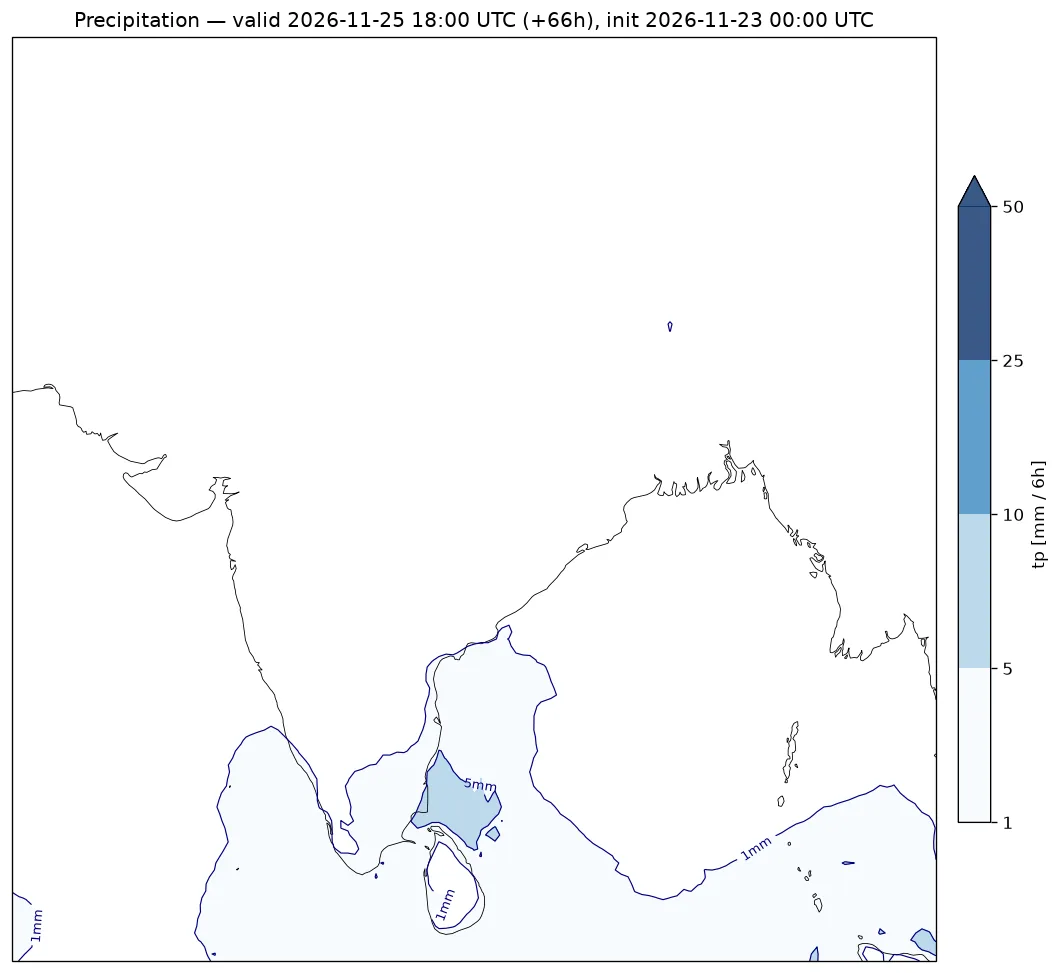 Precipitation — valid 2026-11-25 18:00 UTC (+66h), init 2026-11-23 00:00 UTC
50
25
10
5
1
tp [mm / 6h]
5mm
1mm
1mm
1mm